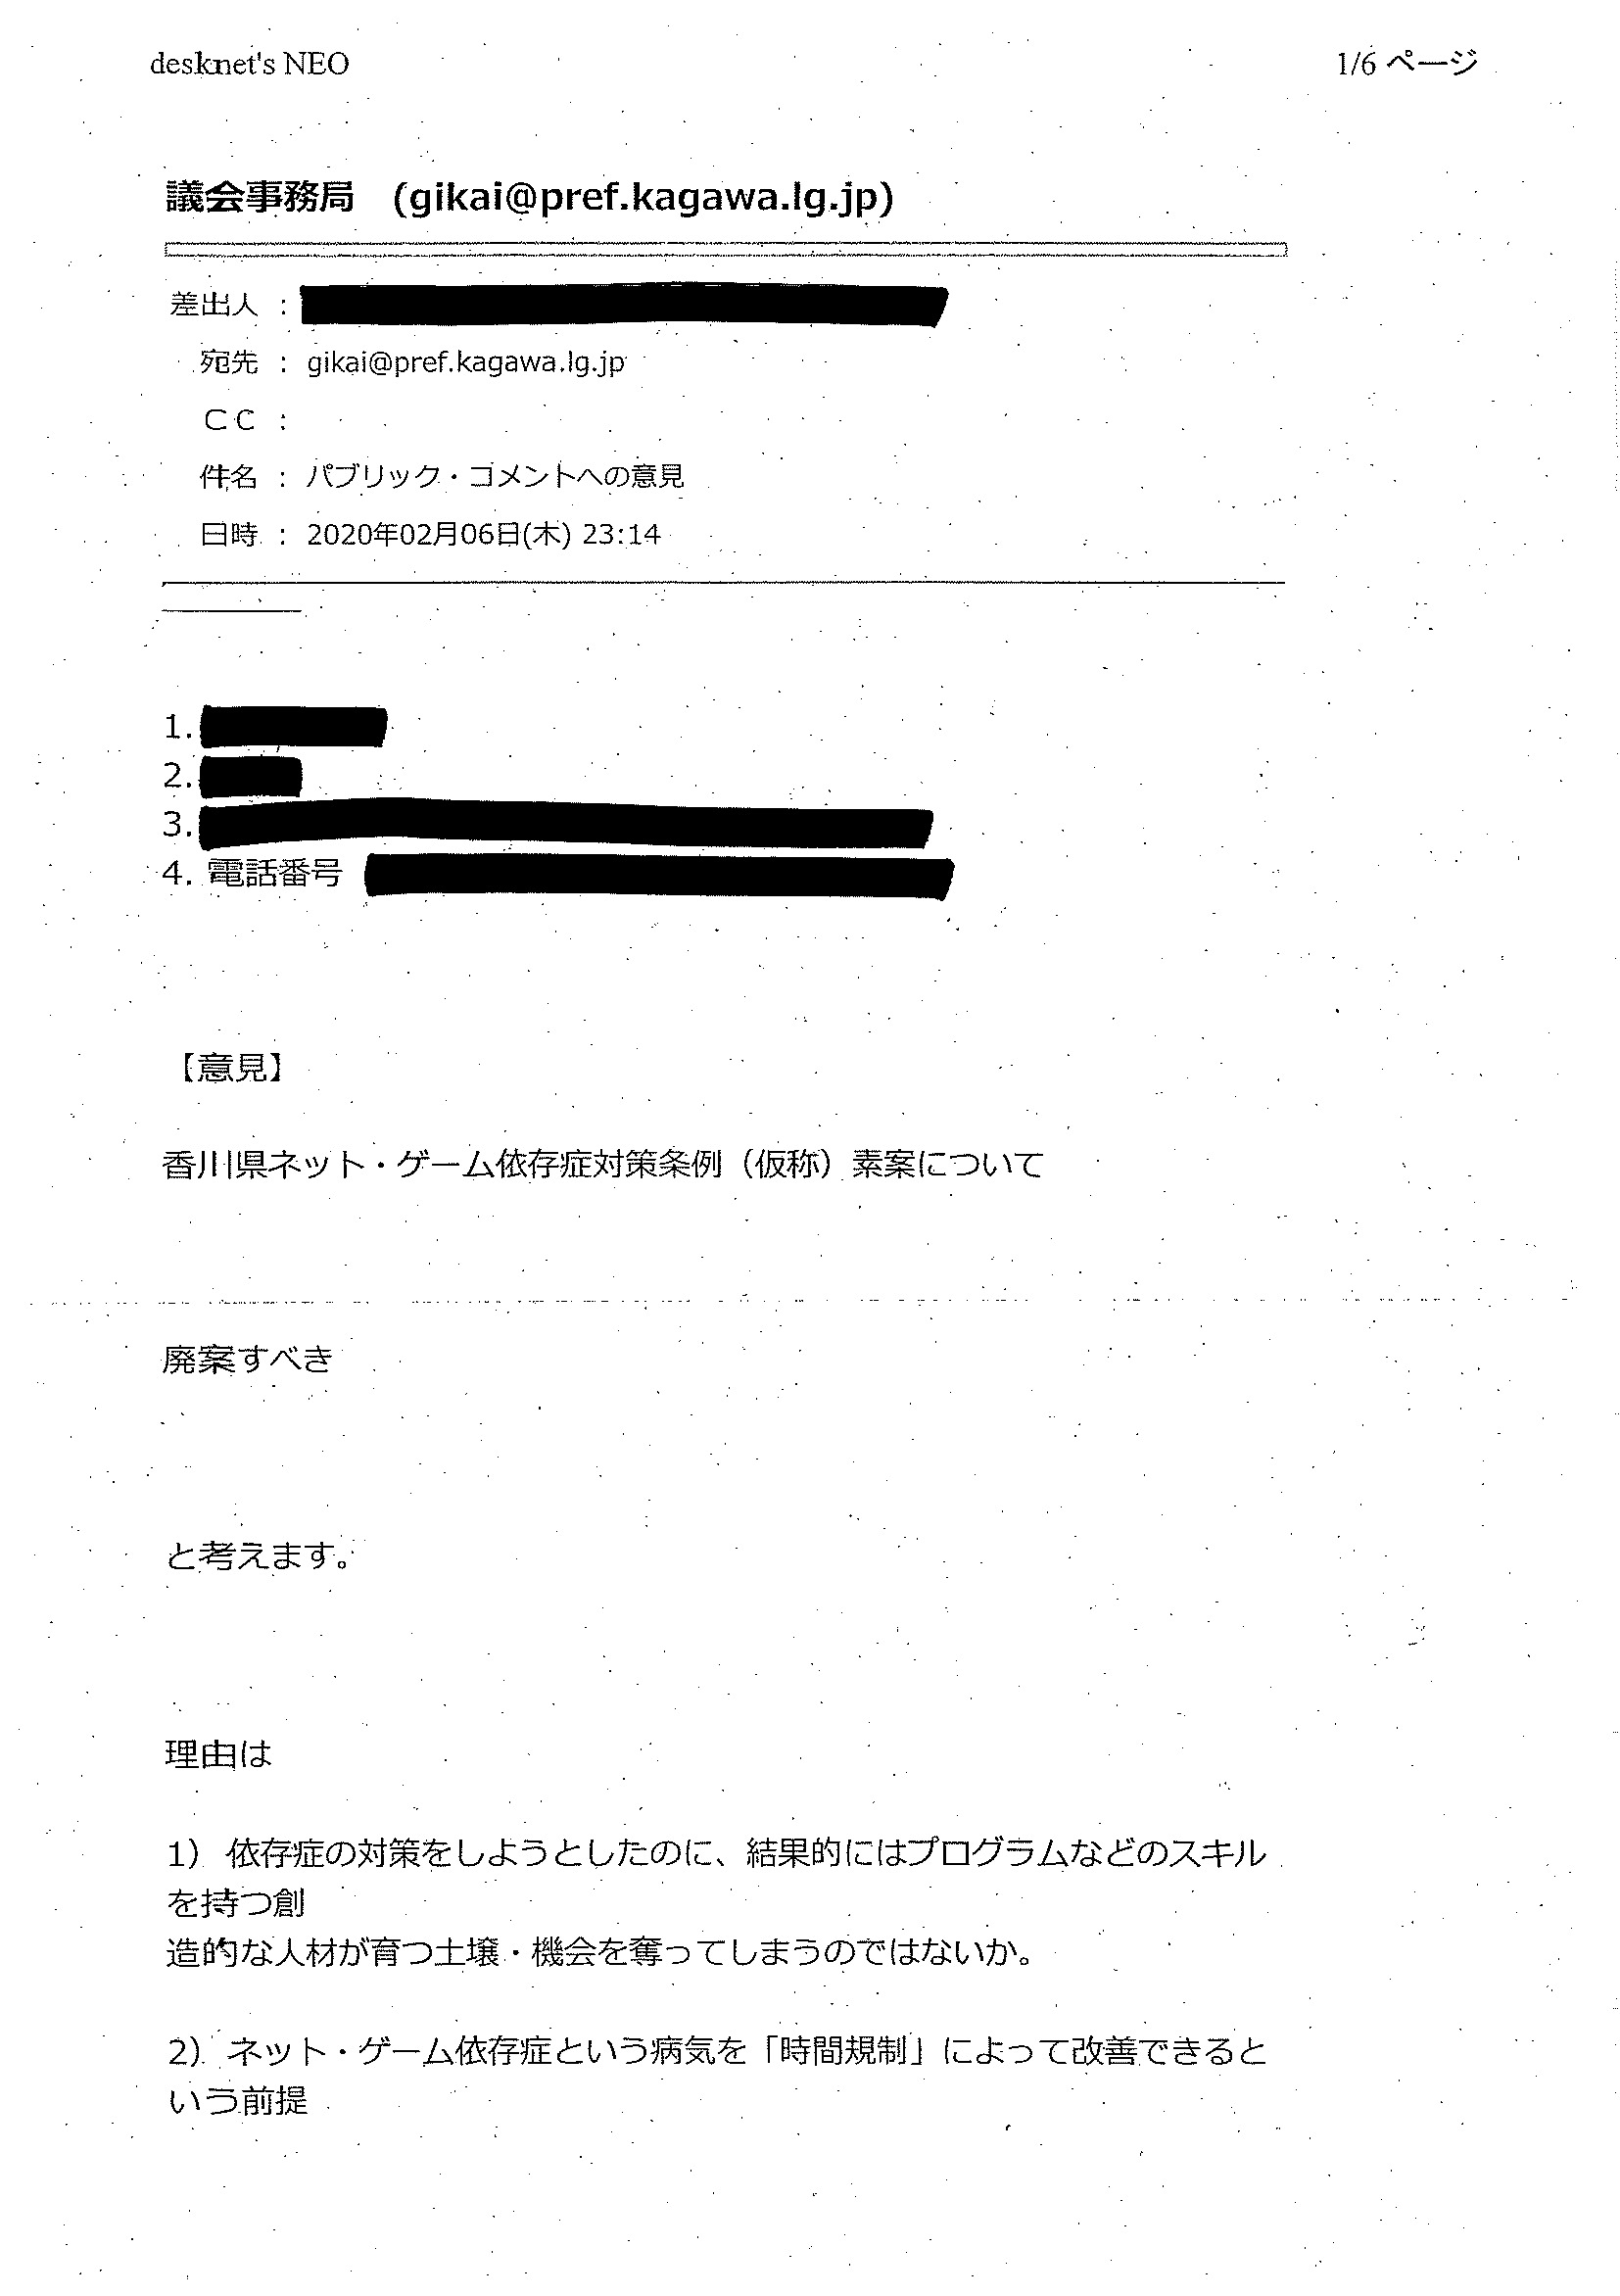 desknet's NEO
1/6 ページ
議会事務局 (gikai@pref.kagawa.lg.jp)
差出人 :
宛先 : gikai@pref.kagawa.lg.jp
CC :
件名 : パブリック・コメントへの意見
日時 : 2020年02月06日(木) 23:14
1.
2.
3.
4. 電話番号
【意見】
香川県ネット・ゲーム依存症対策条例（仮称）素案について
廃案すべき
と考えます。
理由は
1) 依存症の対策をしようとしたのに、結果的にはプログラムなどのスキル
を持つ創
造的な人材が育つ土壌・機会を奪ってしまうのではないか。
2) ネット・ゲーム依存症という病気を「時間規制」によって改善できると
いう前提